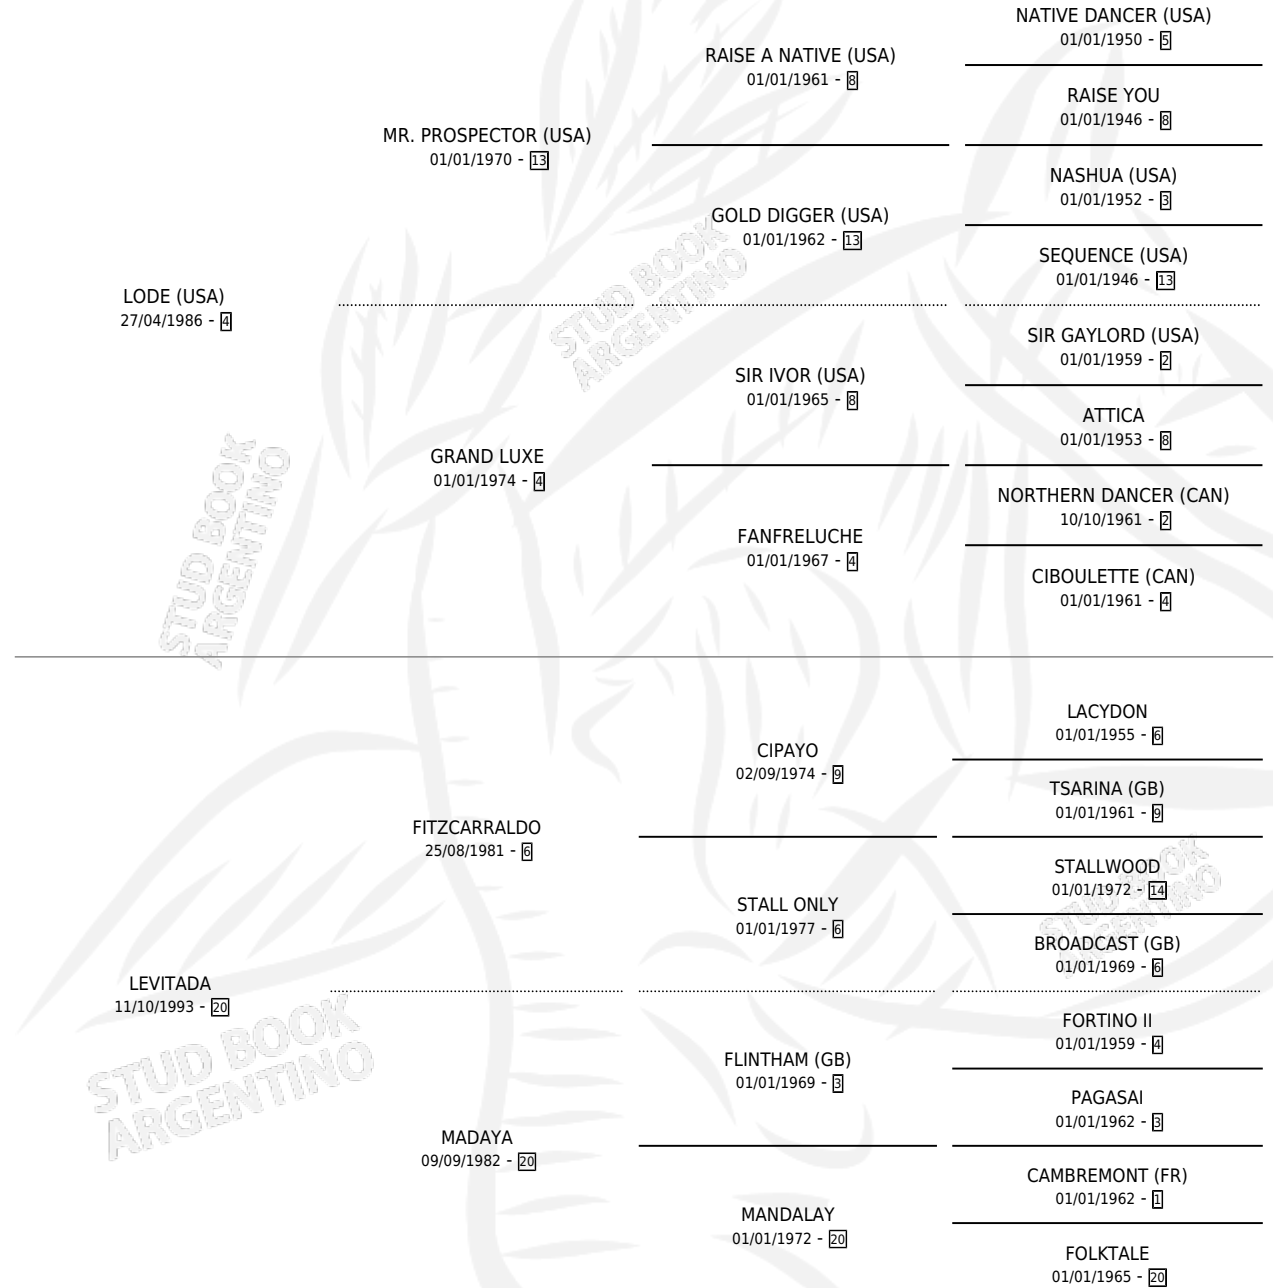 NATIVE DANCER (USA)
01/01/1950 - 5
RAISE A NATIVE (USA)
01/01/1961 - 8
RAISE YOU
01/01/1946 - 8
MR. PROSPECTOR (USA)
01/01/1970 - 13
NASHUA (USA)
01/01/1952 - 3
GOLD DIGGER (USA)
01/01/1962 - 13
SEQUENCE (USA)
01/01/1946 - 13
LODE (USA)
27/04/1986 - 4
STUD BOOK
ARGENTINO
SIR GAYLORD (USA)
01/01/1959 - 2
SIR IVOR (USA)
01/01/1965 - 8
ATTICA
01/01/1953 - 8
GRAND LUXE
01/01/1974 - 4
NORTHERN DANCER (CAN)
10/10/1961 - 2
FANFRELUCHE
01/01/1967 - 4
CIBOULETTE (CAN)
01/01/1961 - 4
STUD BOOK
ARGENTINO
LACYDON
01/01/1955 - 6
CIPAYO
02/09/1974 - 9
TSARINA (GB)
01/01/1961 - 9
FITZCARRALDO
25/08/1981 - 6
STALLWOOD
01/01/1972 - 14
STALL ONLY
01/01/1977 - 6
STUD BOOK
ARGENTINO
BROADCAST (GB)
01/01/1969 - 6
LEVITADA
11/10/1993 - 20
FORTINO II
01/01/1959 - 4
STUD BOOK
ARGENTINO
FLINTHAM (GB)
01/01/1969 - 3
PAGASAI
01/01/1962 - 3
MADAYA
09/09/1982 - 20
CAMBREMONT (FR)
01/01/1962 - 1
MANDALAY
01/01/1972 - 20
FOLKTALE
01/01/1965 - 20